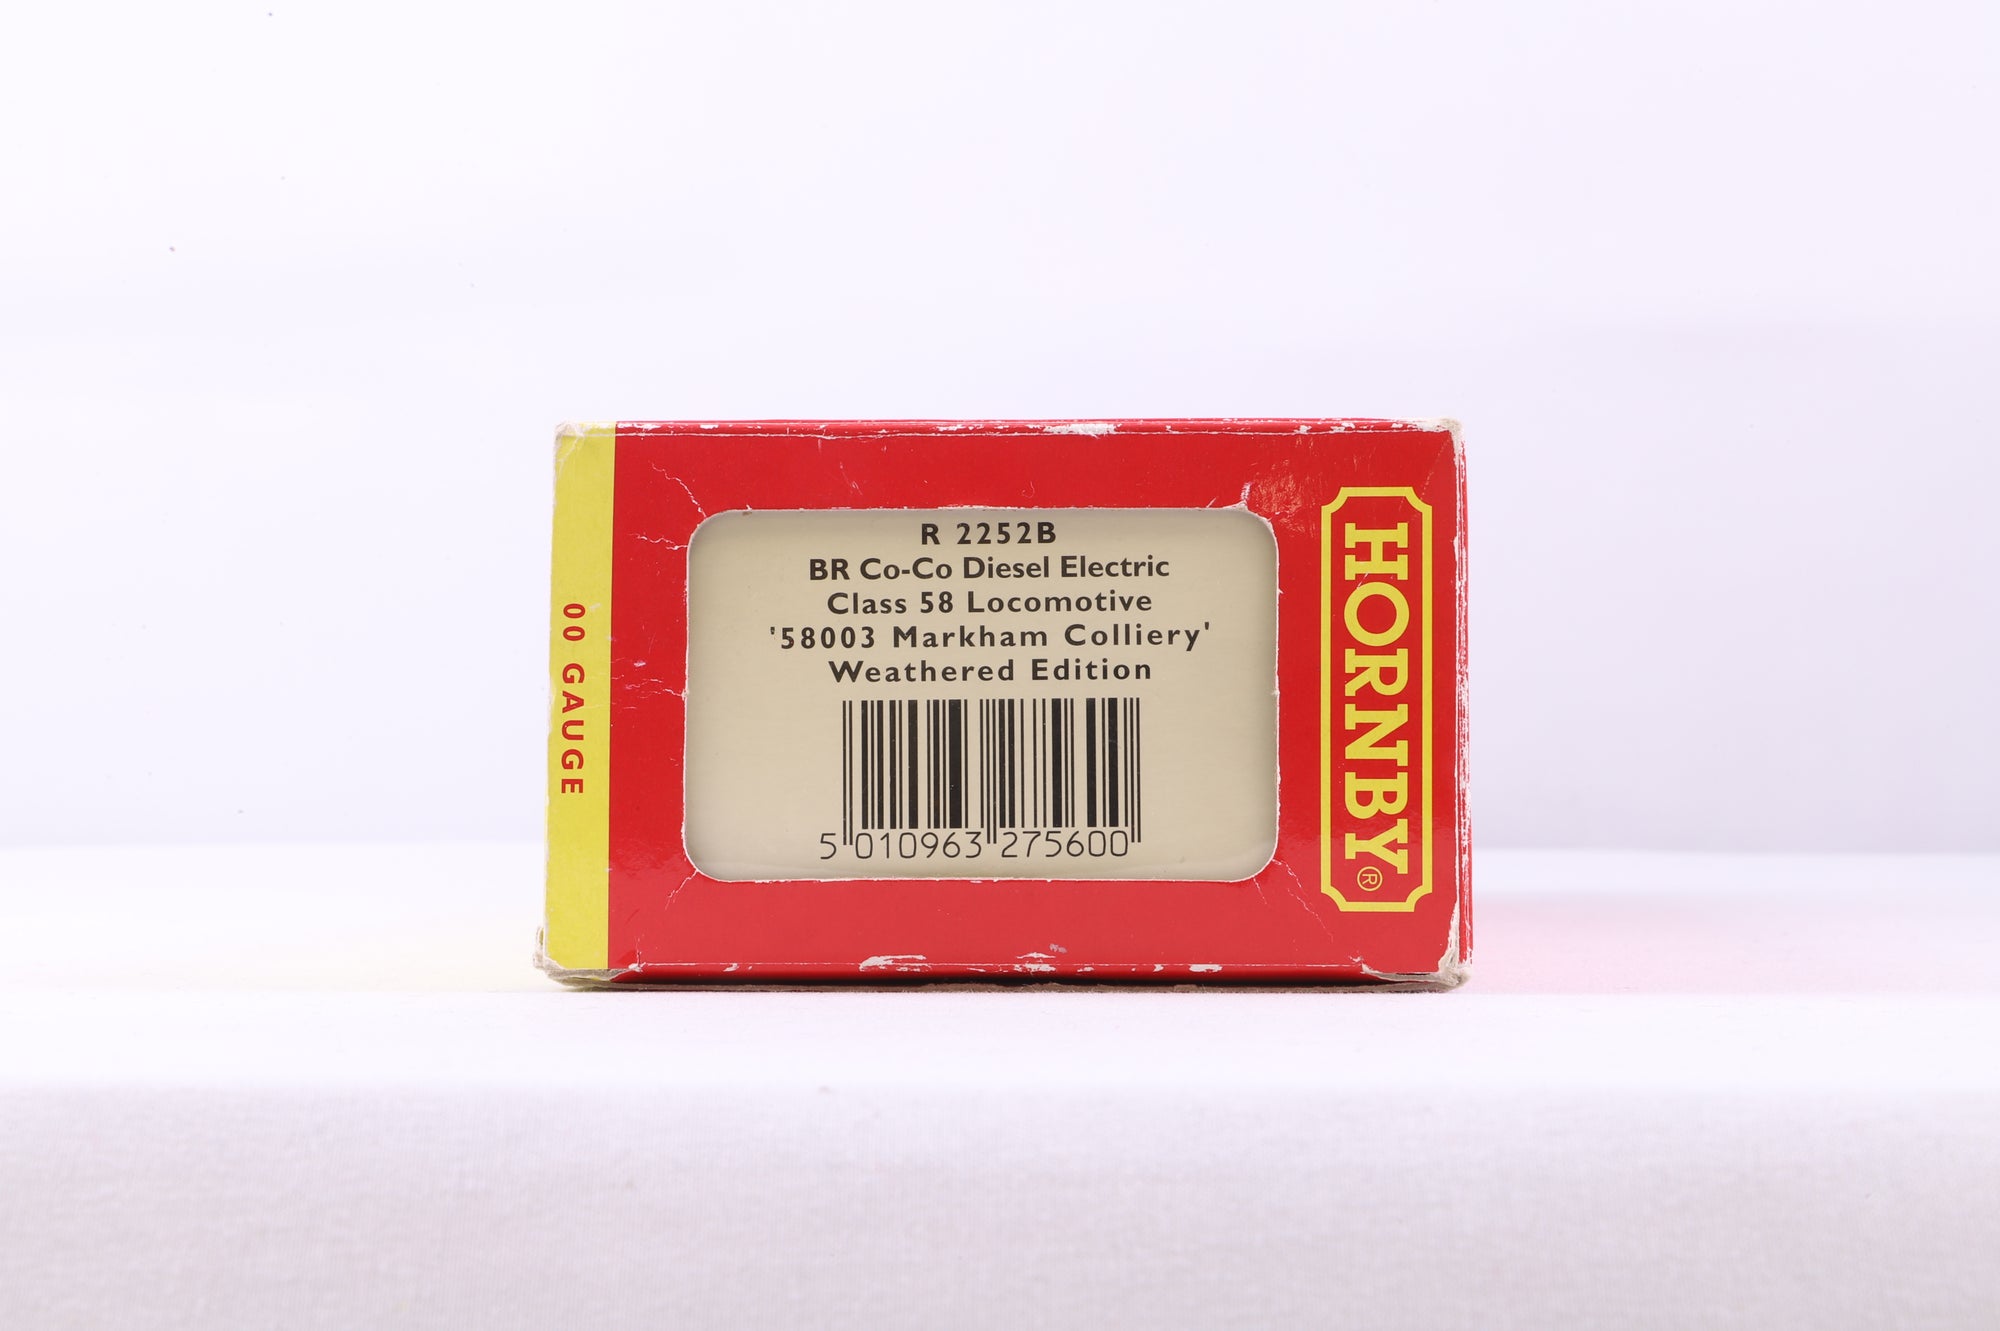 R 2252B
BR Co-Co Diesel Electric
Class 58 Locomotive
'58003 Markham Colliery'
Weathered Edition
5 010963 275600
00 GAUGE
HORNBY®